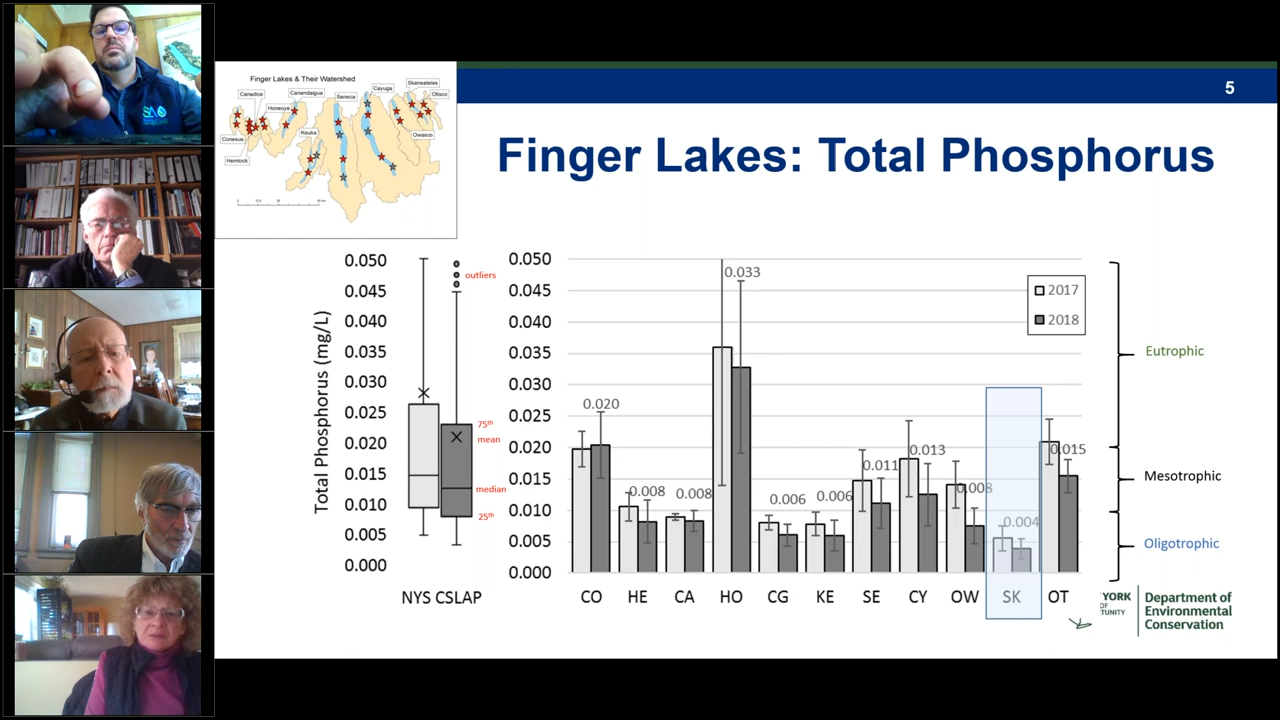 5
Finger Lakes & Their Watershed
Canadice
Honeoye
Canandaigua
Seneca
Cayuga
Skaneateles
Otisco
Conesus
Hemlock
Keuka
Owasco
Finger Lakes: Total Phosphorus
Total Phosphorus (mg/L)
0.050
0.045
0.040
0.035
0.030
0.025
0.020
0.015
0.010
0.005
0.000
outliers
75th
mean
median
25th
NYS CSLAP
0.050
0.045
0.040
0.035
0.030
0.025
0.020
0.015
0.010
0.005
0.000
0.020
0.008
0.008
0.033
0.006
0.006
0.011
0.013
0.008
0.004
0.015
2017
2018
CO HE CA HO CG KE SE CY OW SK OT
Eutrophic
Mesotrophic
Oligotrophic
YORK
OF
TUNITY
Department of
Environmental
Conservation